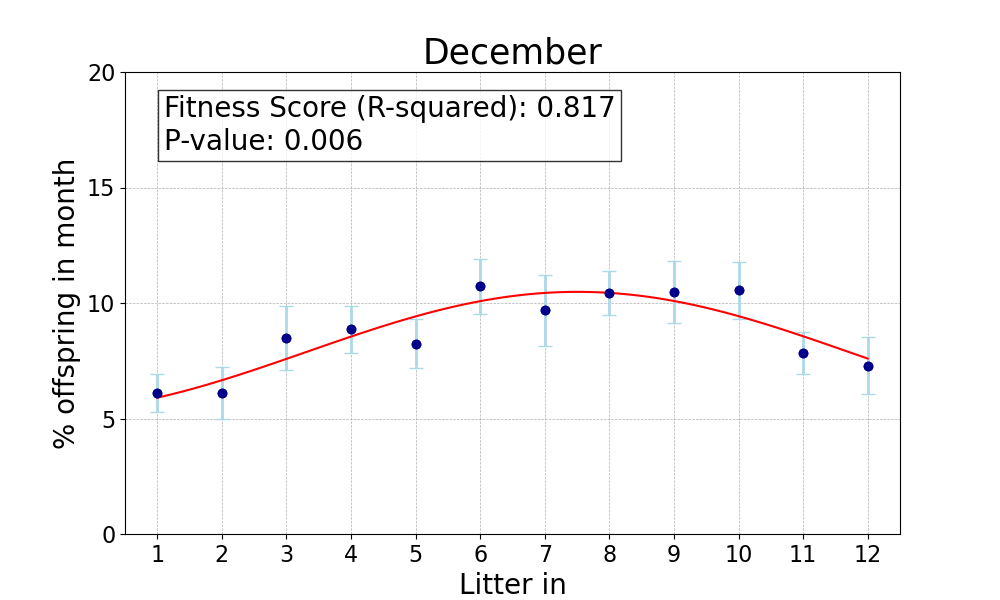 December
Fitness Score (R-squared): 0.817
P-value: 0.006
% offspring in month
20
15
10
5
0
1 2 3 4 5 6 7 8 9 10 11 12
Litter in